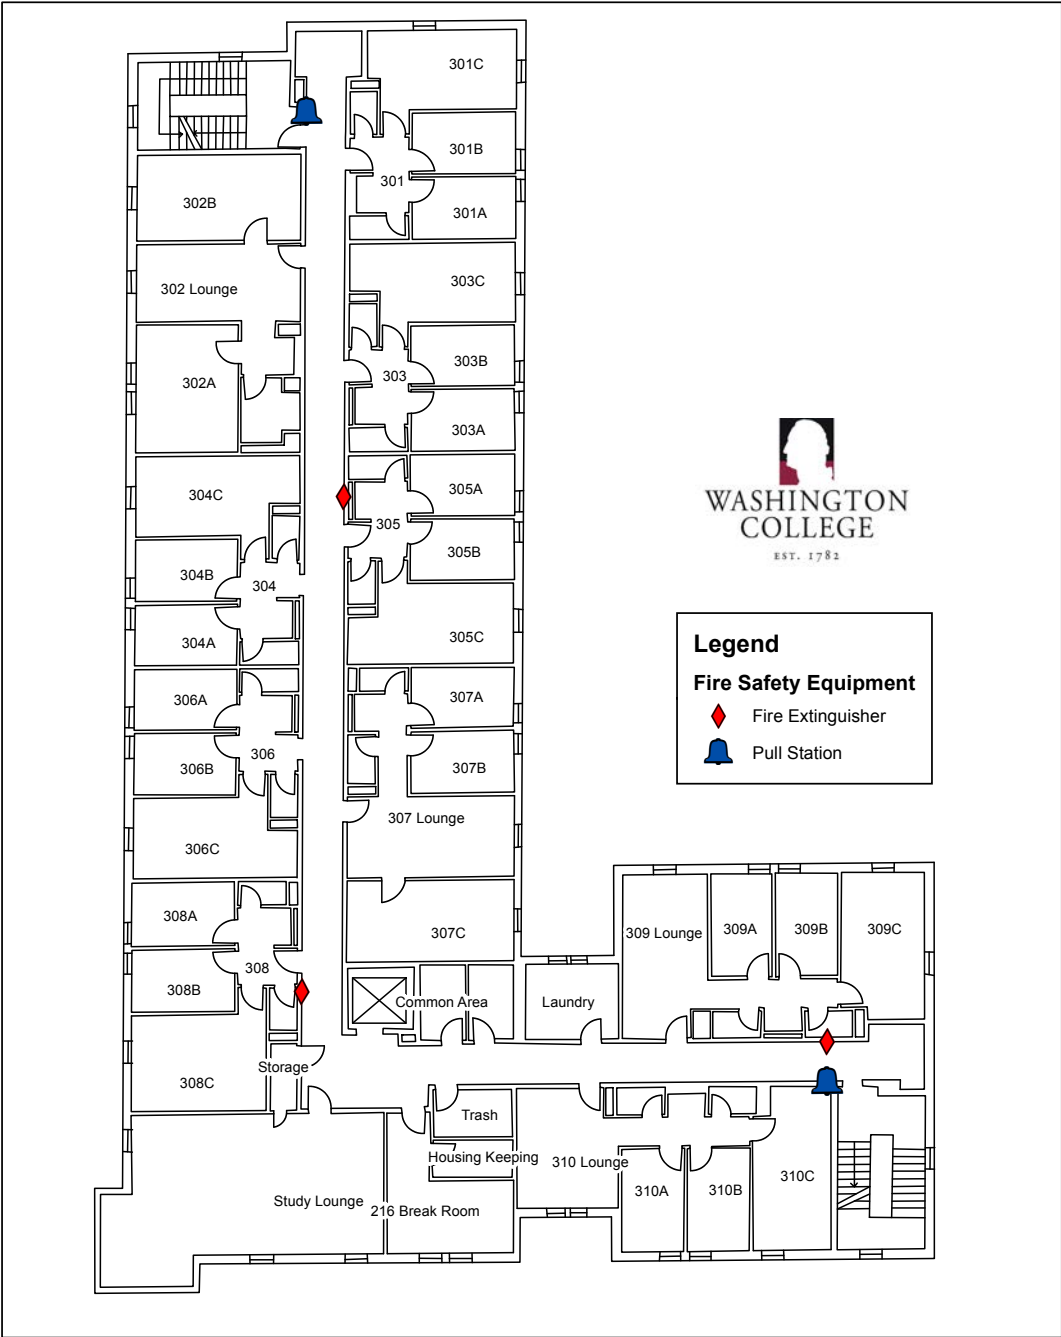 301C
301B
301
301A
302B
303C
302 Lounge
303B
303
302A
303A
304C
305A
305
305B
304B
304
304A
305C
306A
307A
306
306B
307B
307 Lounge
306C
308A
307C
309 Lounge
309A
309B
309C
308
308B
Common Area
Laundry
Storage
308C
Trash
Housing Keeping
310 Lounge
310A
310B
310C
Study Lounge
216 Break Room
WASHINGTON
COLLEGE
EST. 1782
Legend
Fire Safety Equipment
Fire Extinguisher
Pull Station